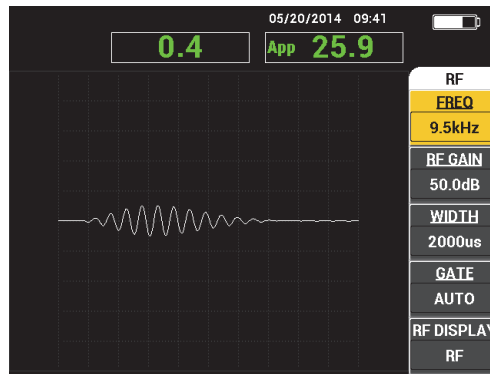 05/20/2014 09:41
0.4
App 25.9
RF
FREQ
9.5kHz
RF GAIN
50.0dB
WIDTH
2000us
GATE
AUTO
RF DISPLAY
RF